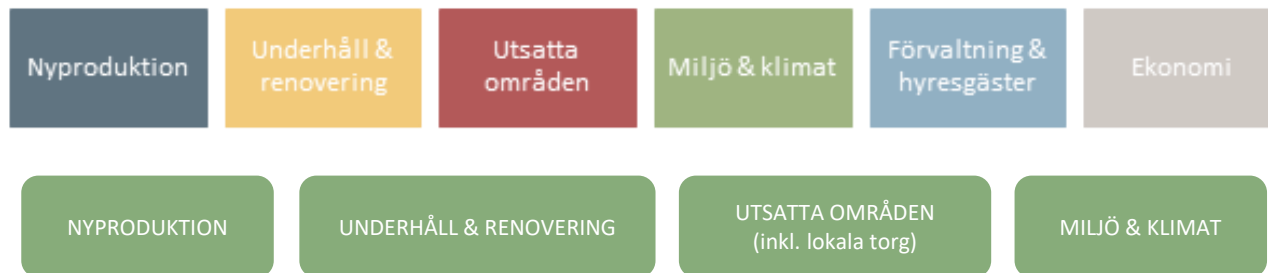 Nyproduktion
Underhåll &
renovering
Utsatta
områden
Miljö & klimat
Förvaltning &
hyresgäster
Ekonomi
NYPRODUKTION
UNDERHÅLL & RENOVERING
UTSATTA OMRÅDEN
(inkl. lokala torg)
MILJÖ & KLIMAT